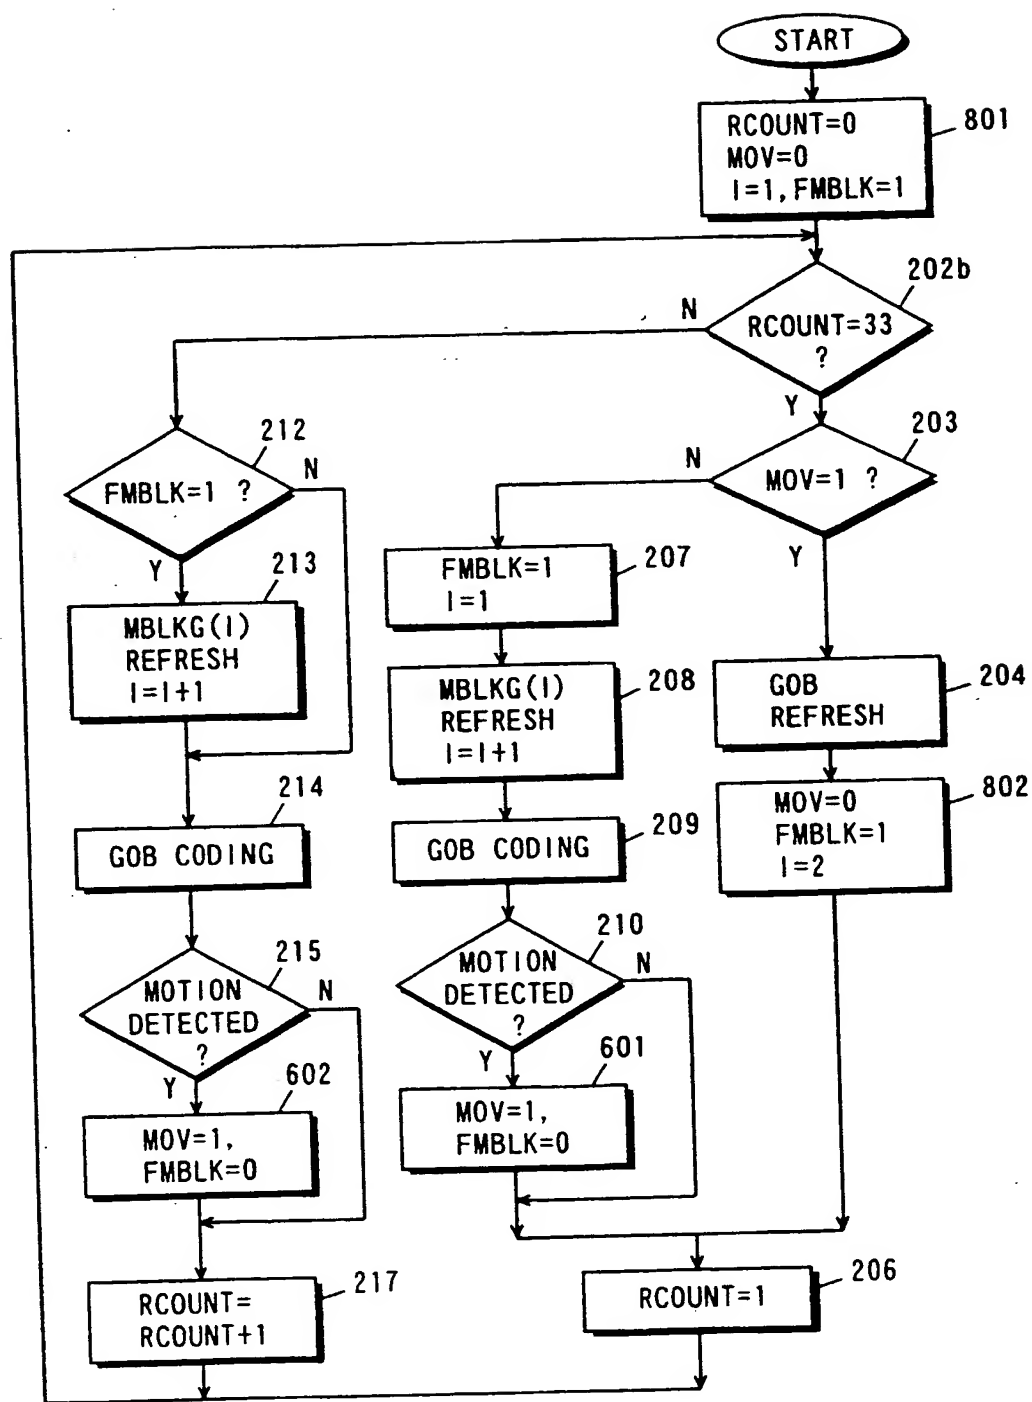 START
801
RCOUNT=0
MOV=0
I=1, FMBLK=1
202b
N
RCOUNT=33
?
Y
212
203
N
N
FMBLK=1 ?
MOV=1 ?
Y
Y
213
FMBLK=1
I=1
207
MBLKG(I)
REFRESH
I=I+1
MBLKG(I)
REFRESH
I=I+1
208
GOB
REFRESH
204
214
MOV=0
FMBLK=1
I=2
802
GOB CODING
GOB CODING
209
215
210
MOTION
DETECTED
?
N
MOTION
DETECTED
?
N
Y
602
Y
601
MOV=1,
FMBLK=0
MOV=1,
FMBLK=0
RCOUNT=
RCOUNT+1
217
RCOUNT=1
206